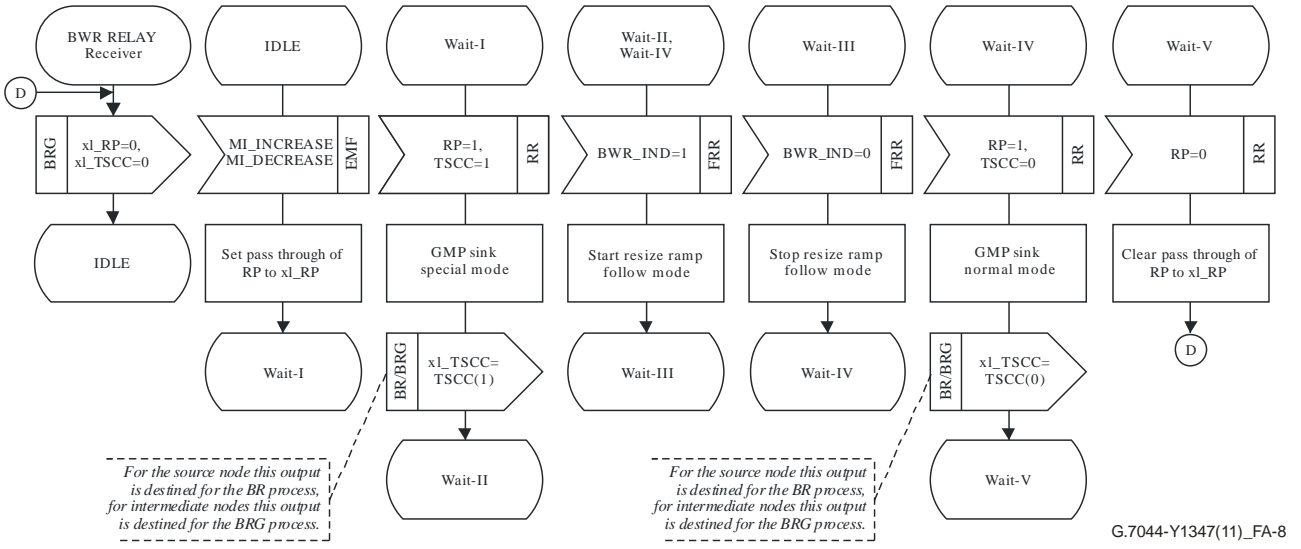 BWR RELAY
Receiver
IDLE
Wait-I
Wait-II,
Wait-IV
Wait-III
Wait-IV
Wait-V
D
BRG
xl_RP=0,
xl_TSCC=0
MI_INCREASE
MI_DECREASE
EMF
RP=1,
TSCC=1
RR
BWR_IND=1
FRR
BWR_IND=0
FRR
RP=1,
TSCC=0
RR
RP=0
RR
IDLE
Set pass through of
RP to xl_RP
GMP sink
special mode
Start resize ramp
follow mode
Stop resize ramp
follow mode
GMP sink
normal mode
Clear pass through of
RP to xl_RP
Wait-I
BR/BRG
xl_TSCC=
TSCC(1)
Wait-III
Wait-IV
BR/BRG
xl_TSCC=
TSCC(0)
D
For the source node this output
is destined for the BR process,
for intermediate nodes this output
is destined for the BRG process.
Wait-II
For the source node this output
is destined for the BR process,
for intermediate nodes this output
is destined for the BRG process.
Wait-V
G.7044-Y1347(11)_FA-8